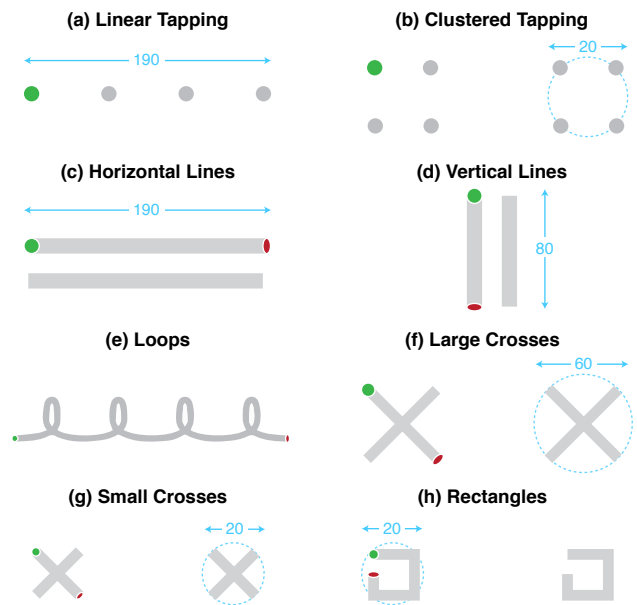 (a) Linear Tapping
190
(b) Clustered Tapping
20
(c) Horizontal Lines
190
(d) Vertical Lines
80
(e) Loops
(f) Large Crosses
60
(g) Small Crosses
20
(h) Rectangles
20